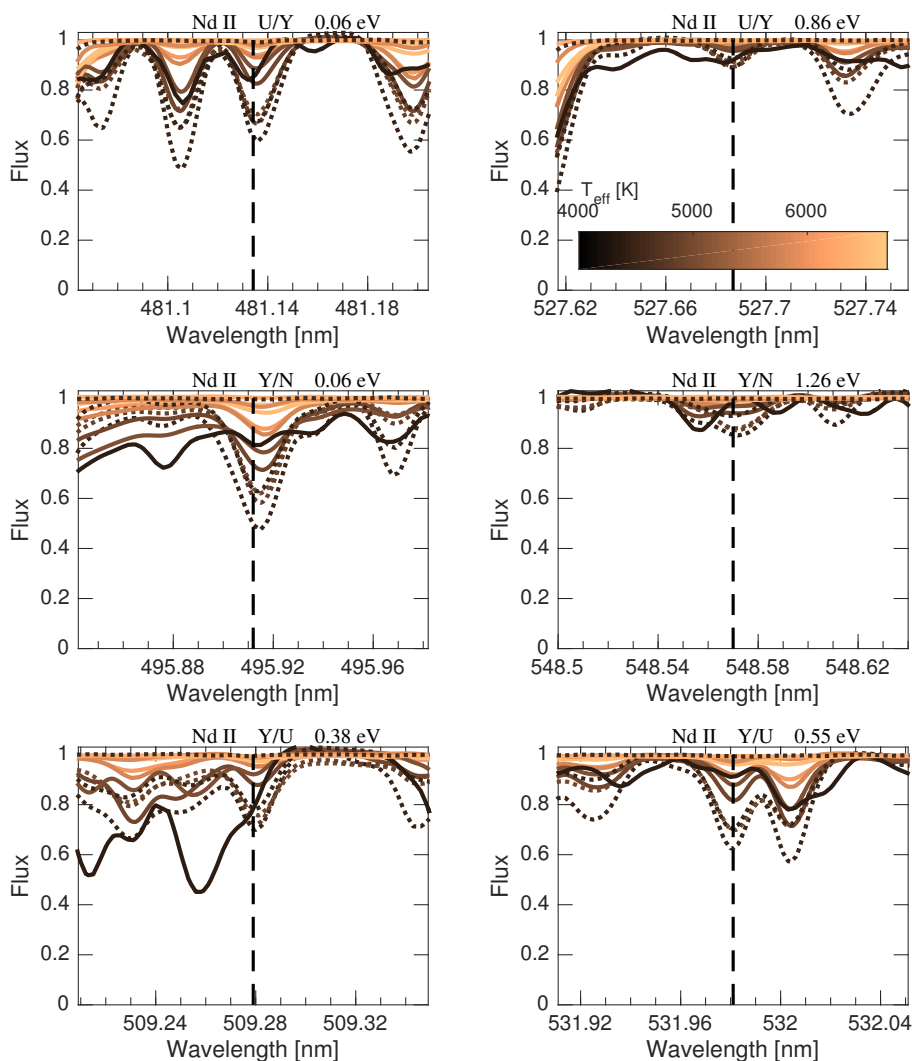 Nd II U/Y 0.06 eV
1
0.8
0.6
0.4
0.2
0
Flux
481.1 481.14 481.18
Wavelength [nm]
Nd II U/Y 0.86 eV
1
0.8
0.6
0.4
0.2
0
Flux
T_eff [K]
4000 5000 6000
527.62 527.66 527.7 527.74
Wavelength [nm]
Nd II Y/N 0.06 eV
1
0.8
0.6
0.4
0.2
0
Flux
495.88 495.92 495.96
Wavelength [nm]
Nd II Y/N 1.26 eV
1
0.8
0.6
0.4
0.2
0
Flux
548.5 548.54 548.58 548.62
Wavelength [nm]
Nd II Y/U 0.38 eV
1
0.8
0.6
0.4
0.2
0
Flux
509.24 509.28 509.32
Wavelength [nm]
Nd II Y/U 0.55 eV
1
0.8
0.6
0.4
0.2
0
Flux
531.92 531.96 532 532.04
Wavelength [nm]